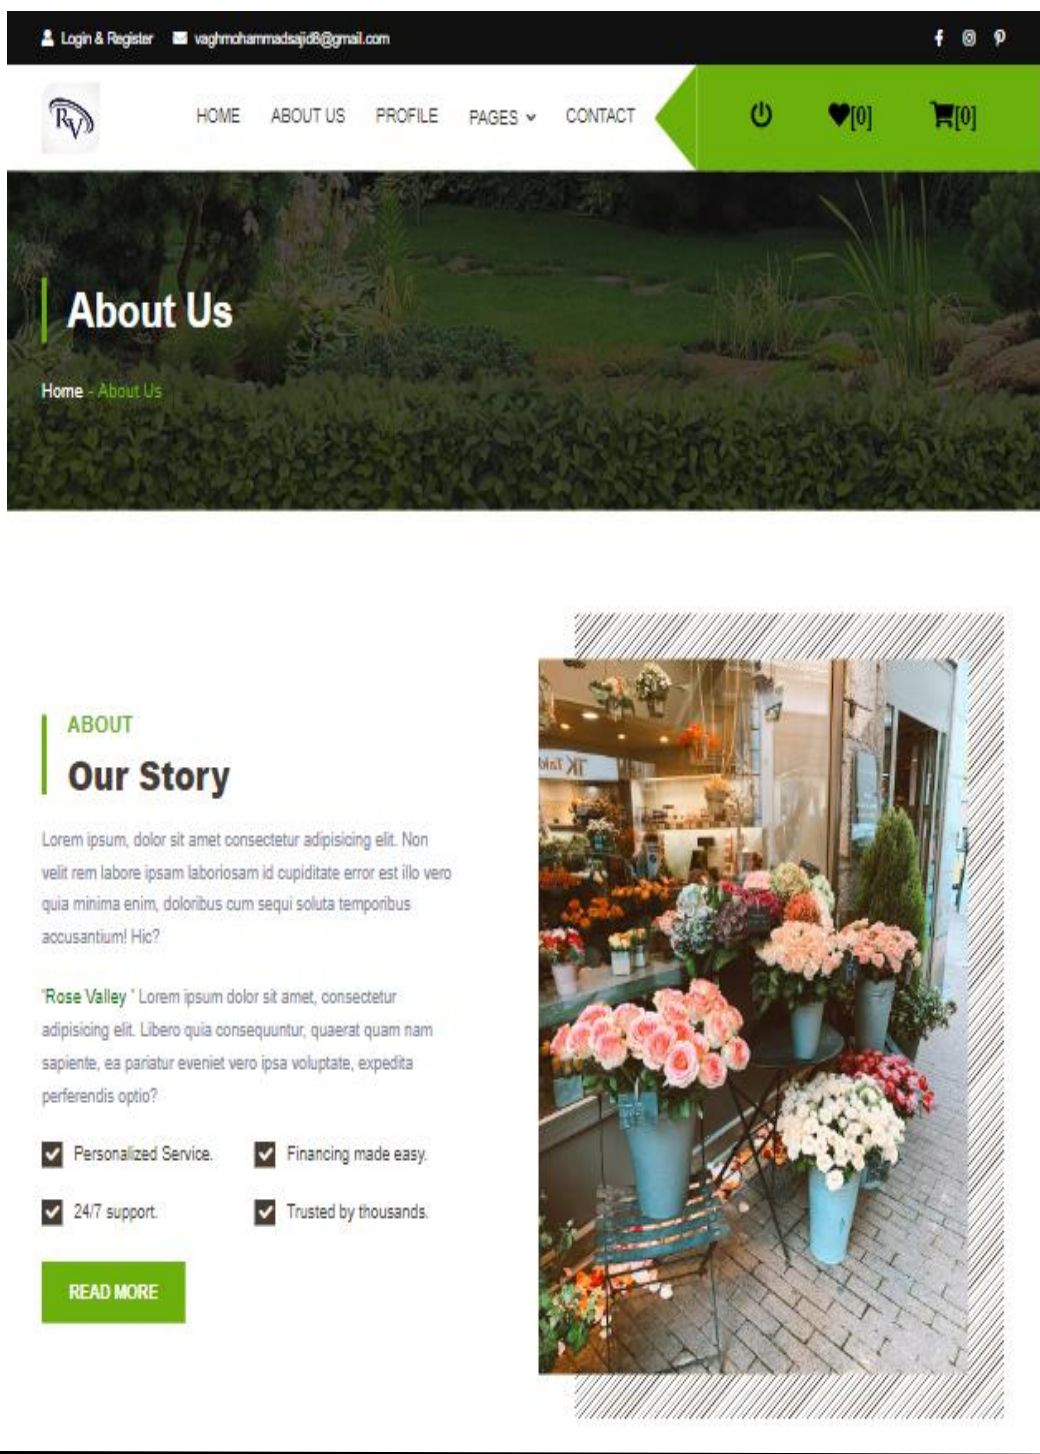 Login & Register vaghmohammadsajid8@gmail.com
RV
HOME ABOUT US PROFILE PAGES CONTACT [0] [0]
About Us
Home - About Us
ABOUT
Our Story
Lorem ipsum, dolor sit amet consectetur adipisicing elit. Non
velit rem labore ipsam laboriosam id cupiditate error est illo vero
quia minima enim, doloribus cum sequi soluta temporibus
accusantium! Hic?
"Rose Valley " Lorem ipsum dolor sit amet, consectetur
adipisicing elit. Libero quia consequuntur, quaerat quam nam
sapiente, ea pariatur eveniet vero ipsa voluptate, expedita
perferendis optio?
Personalized Service. Financing made easy.
24/7 support. Trusted by thousands.
READ MORE